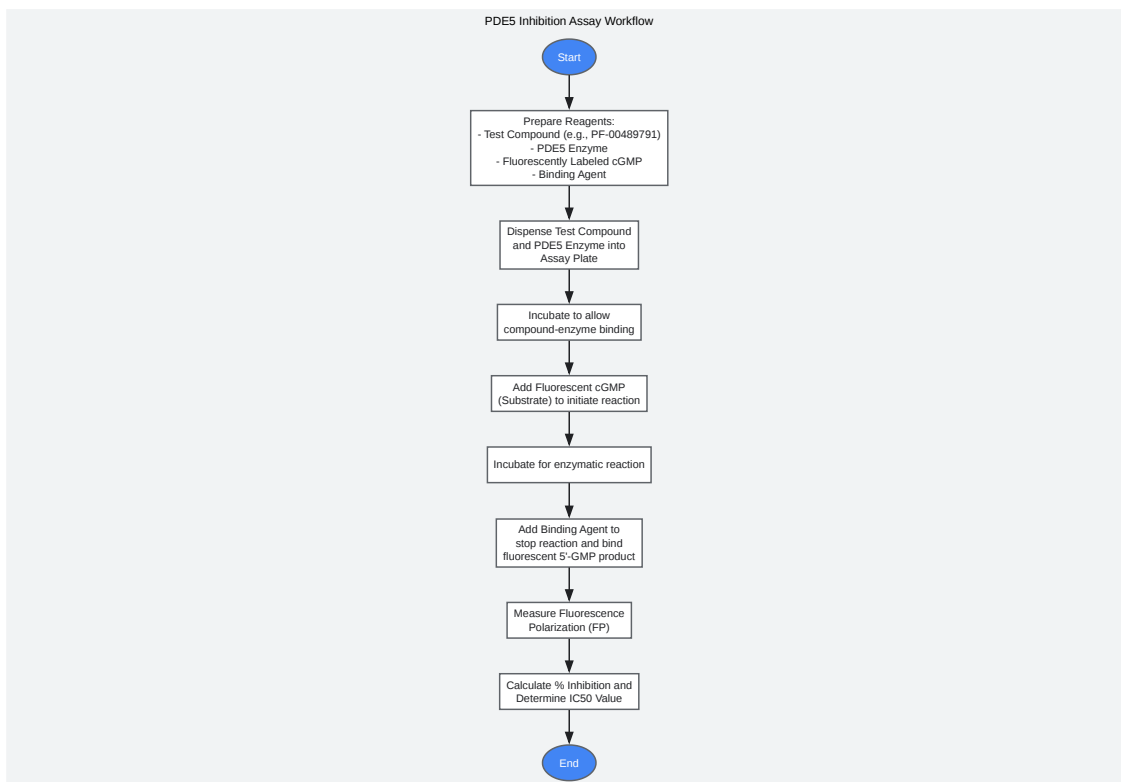 PDE5 Inhibition Assay Workflow
Start
Prepare Reagents:
- Test Compound (e.g., PF-00489791)
- PDE5 Enzyme
- Fluorescently Labeled cGMP
- Binding Agent
Dispense Test Compound
and PDE5 Enzyme into
Assay Plate
Incubate to allow
compound-enzyme binding
Add Fluorescent cGMP
(Substrate) to initiate reaction
Incubate for enzymatic reaction
Add Binding Agent to
stop reaction and bind
fluorescent 5'-GMP product
Measure Fluorescence
Polarization (FP)
Calculate % Inhibition and
Determine IC50 Value
End